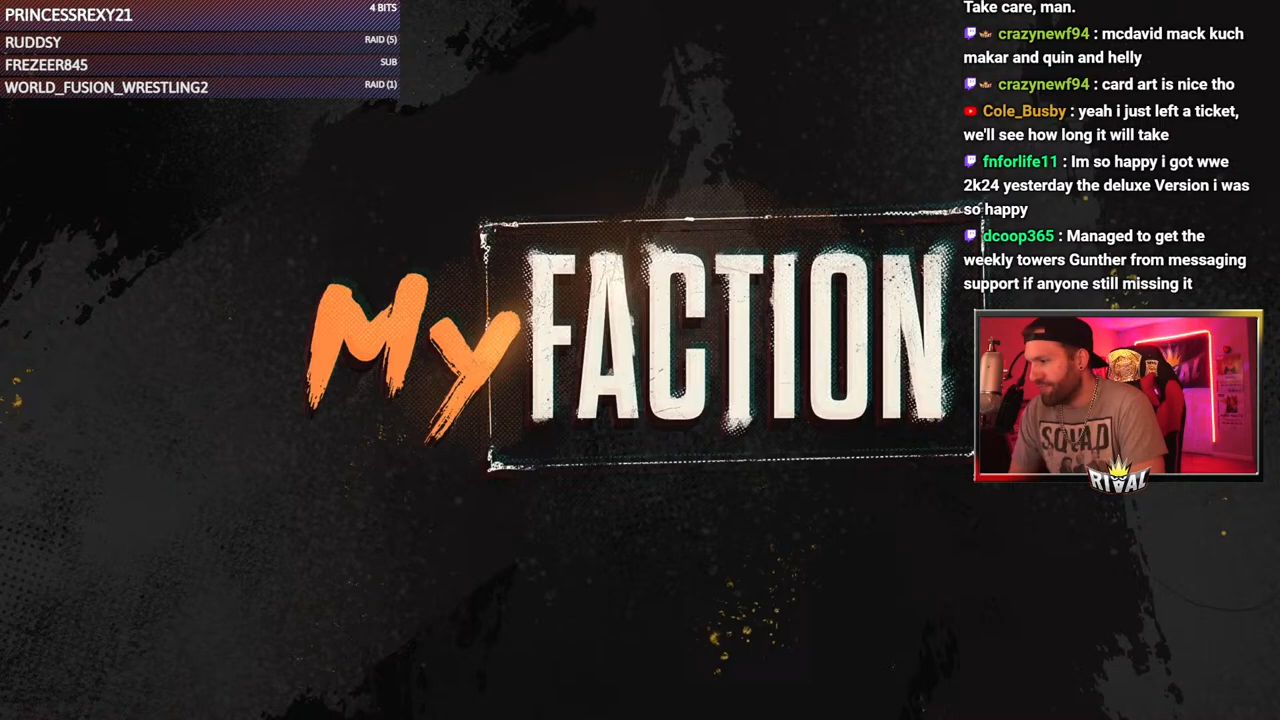 PRINCESSREXY21 4 BITS
RUDDSY RAID (5)
FREZEER845 SUB
WORLD_FUSION_WRESTLING2 RAID (1)
Take care, man.
crazynewf94 : mcdavid mack kuch
makar and quin and helly
crazynewf94 : card art is nice tho
Cole_Busby : yeah i just left a ticket,
we'll see how long it will take
fnforlife11 : Im so happy i got wwe
2k24 yesterday the deluxe Version i was
so happy
dcoop365 : Managed to get the
weekly towers Gunther from messaging
support if anyone still missing it
My FACTION
SQUAD
RIVAL